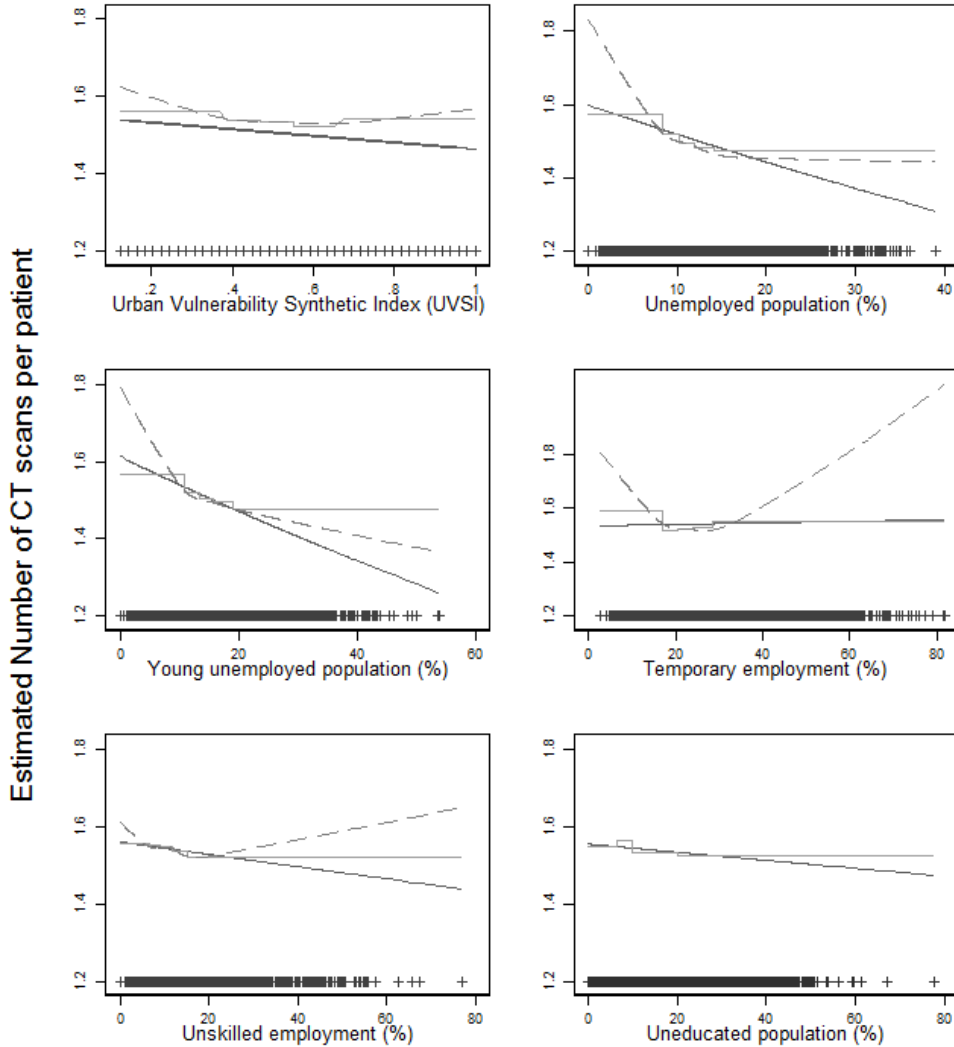 Estimated Number of CT scans per patient
1.8
1.6
1.4
1.2
.2 .4 .6 .8 1
Urban Vulnerability Synthetic Index (UVSI)
1.8
1.6
1.4
1.2
0 10 20 30 40
Unemployed population (%)
1.8
1.6
1.4
1.2
0 20 40 60
Young unemployed population (%)
1.8
1.6
1.4
1.2
0 20 40 60 80
Temporary employment (%)
1.8
1.6
1.4
1.2
0 20 40 60 80
Unskilled employment (%)
1.8
1.6
1.4
1.2
0 20 40 60 80
Uneducated population (%)